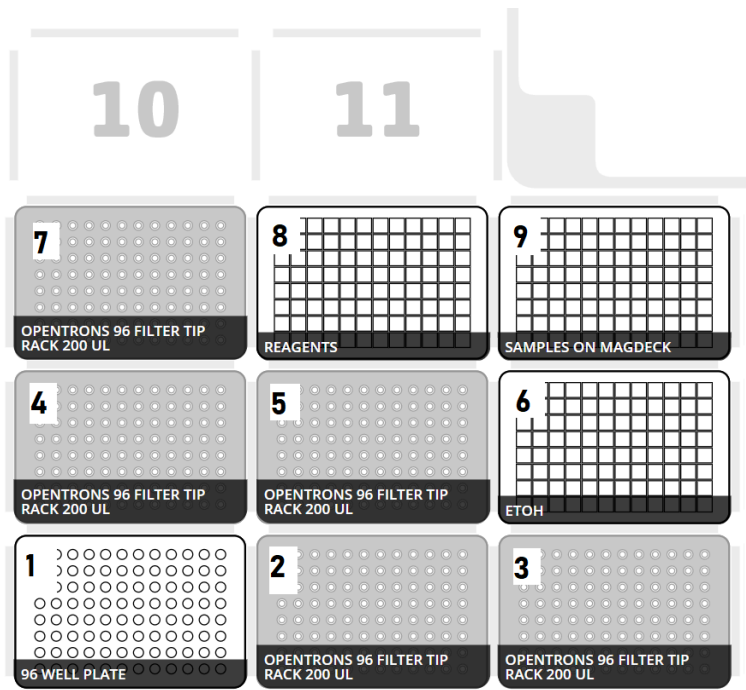 10
11
7
OPENTRONS 96 FILTER TIP
RACK 200 UL
8
REAGENTS
9
SAMPLES ON MAGDECK
4
OPENTRONS 96 FILTER TIP
RACK 200 UL
5
OPENTRONS 96 FILTER TIP
RACK 200 UL
6
ETOH
1
96 WELL PLATE
2
OPENTRONS 96 FILTER TIP
RACK 200 UL
3
OPENTRONS 96 FILTER TIP
RACK 200 UL